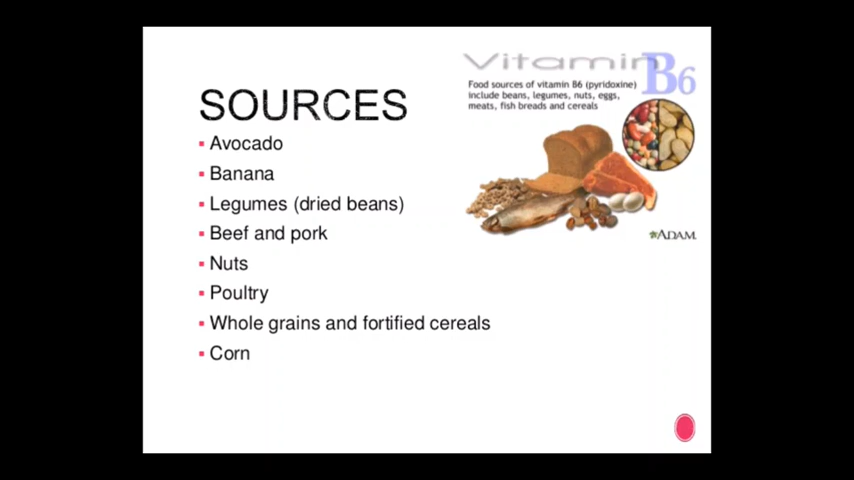 Vitamin B6
Food sources of vitamin B6 (pyridoxine)
include beans, legumes, nuts, eggs,
meats, fish breads and cereals
SOURCES
Avocado
Banana
Legumes (dried beans)
Beef and pork
Nuts
Poultry
Whole grains and fortified cereals
Corn
ADAM.